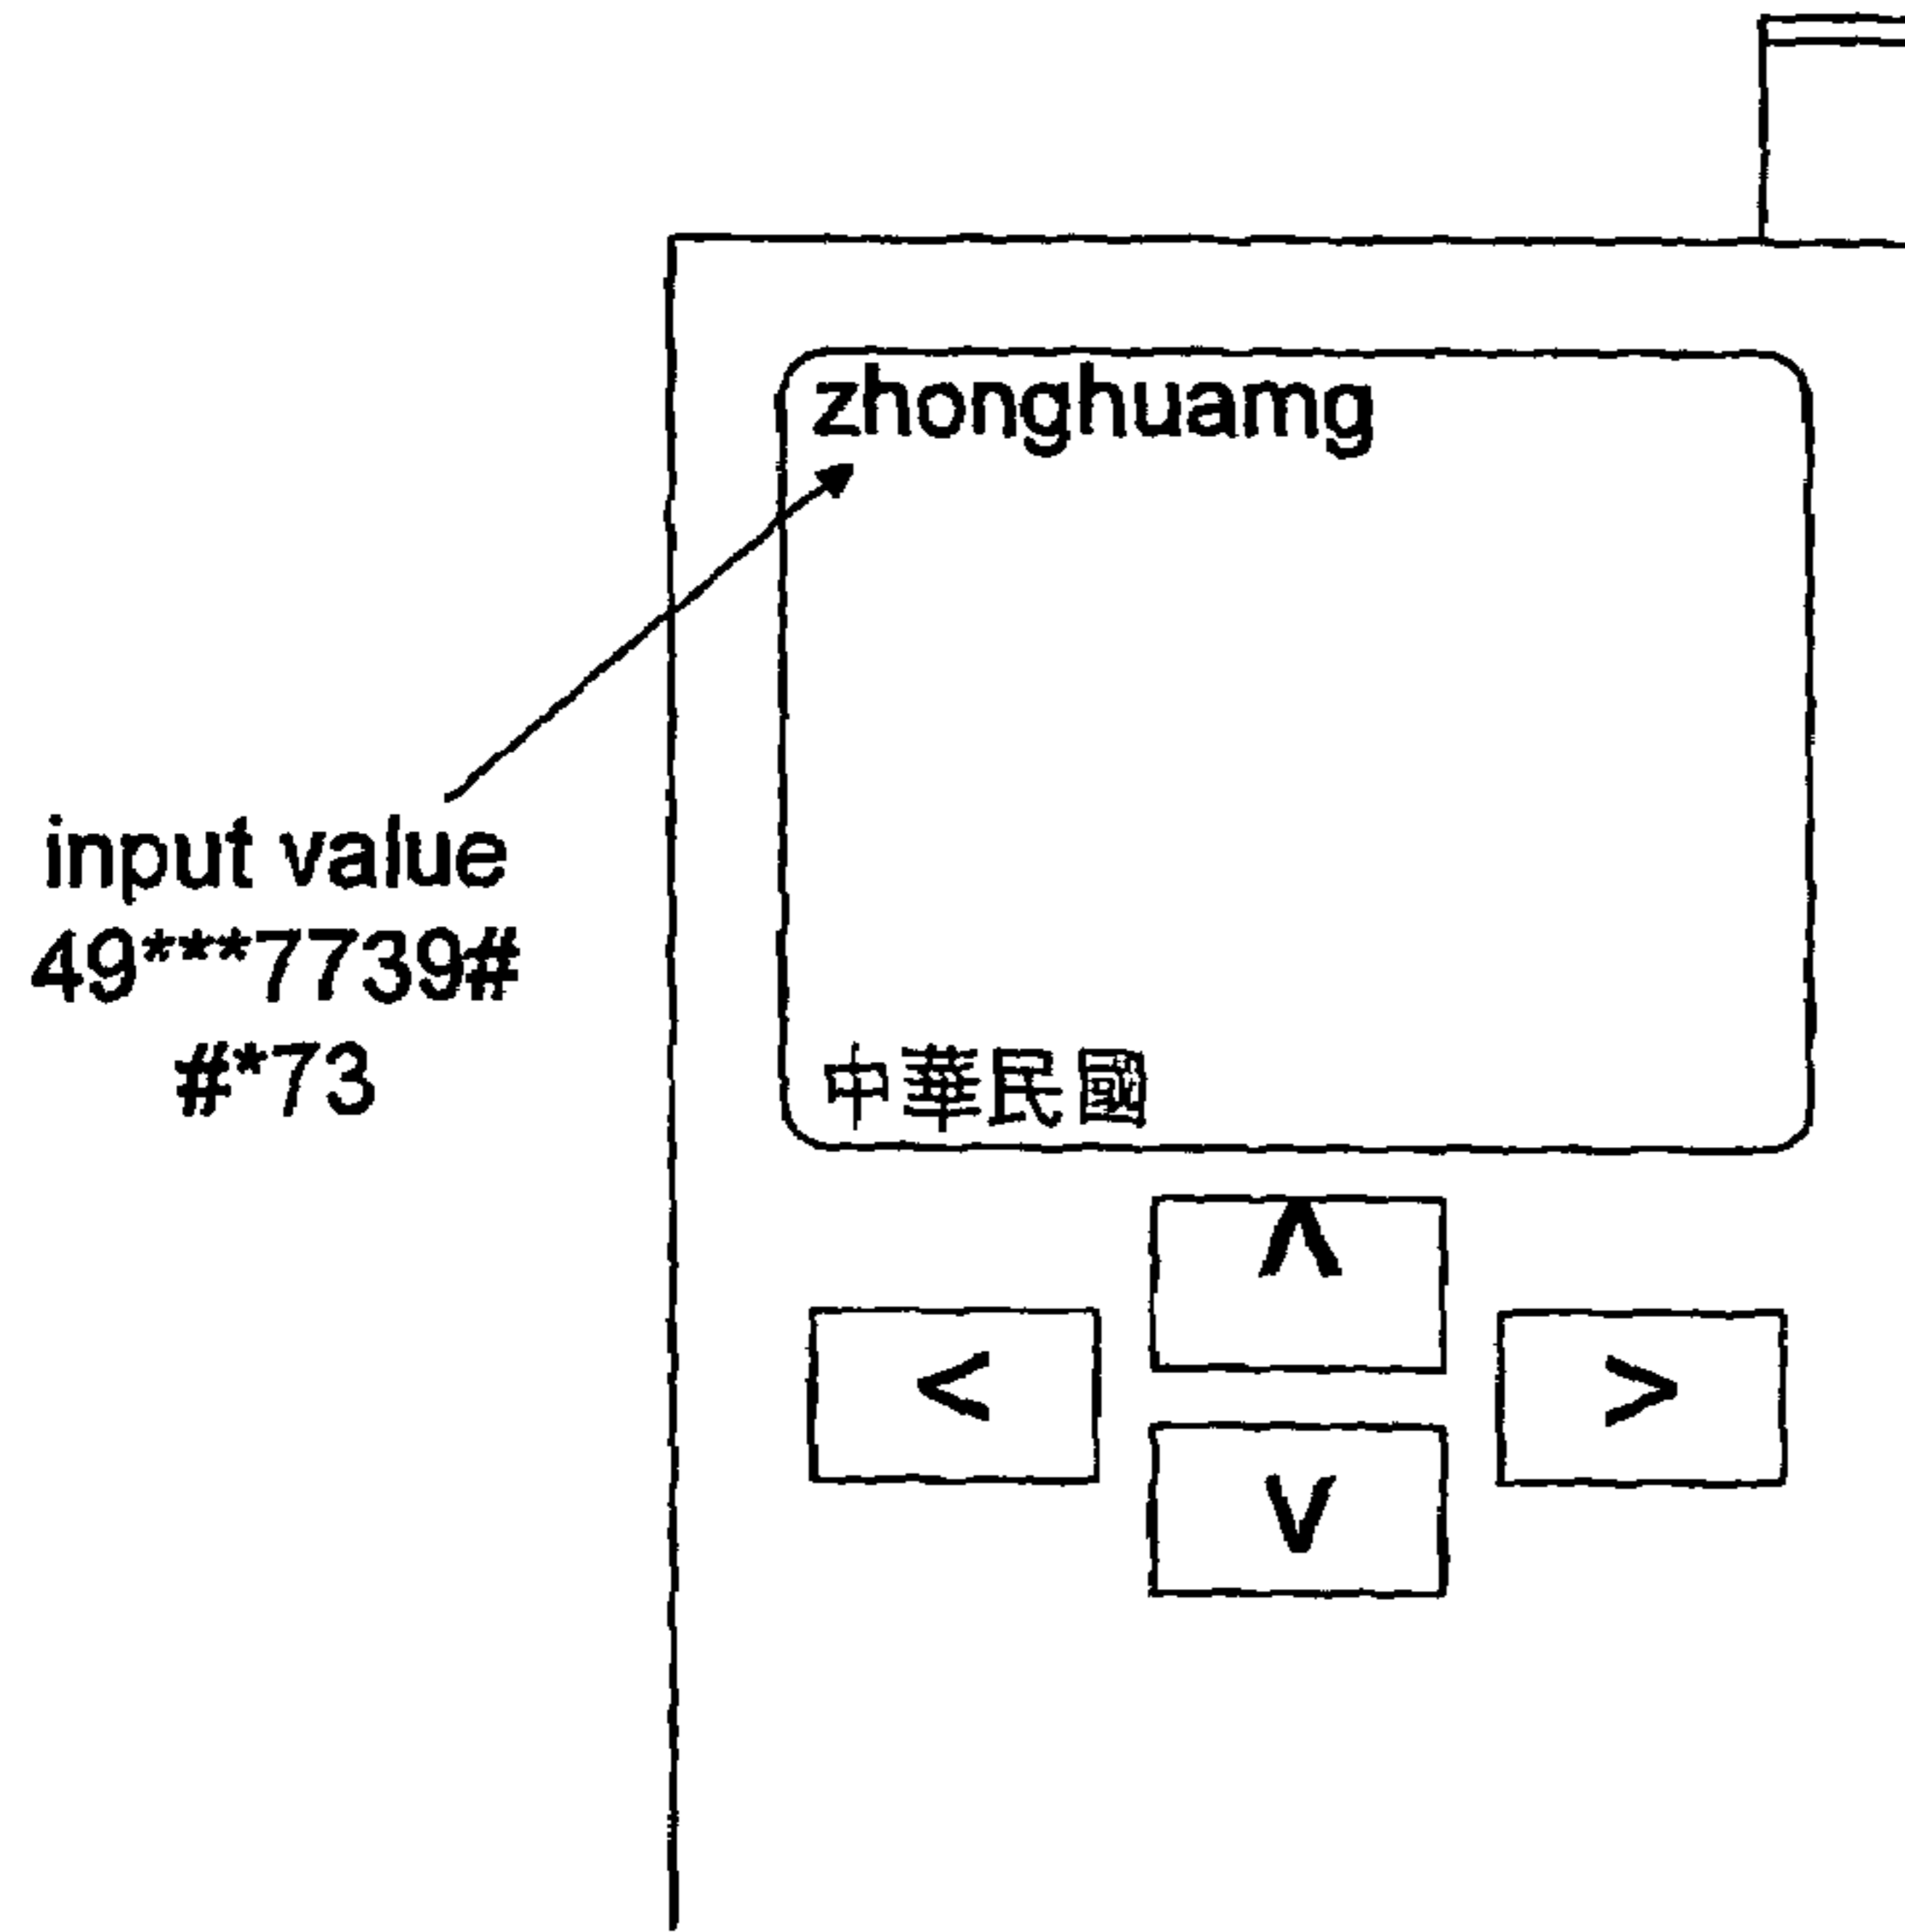 zhonghuamg
input value
49***7739#
#*73
中華民國
∧
< >
∨